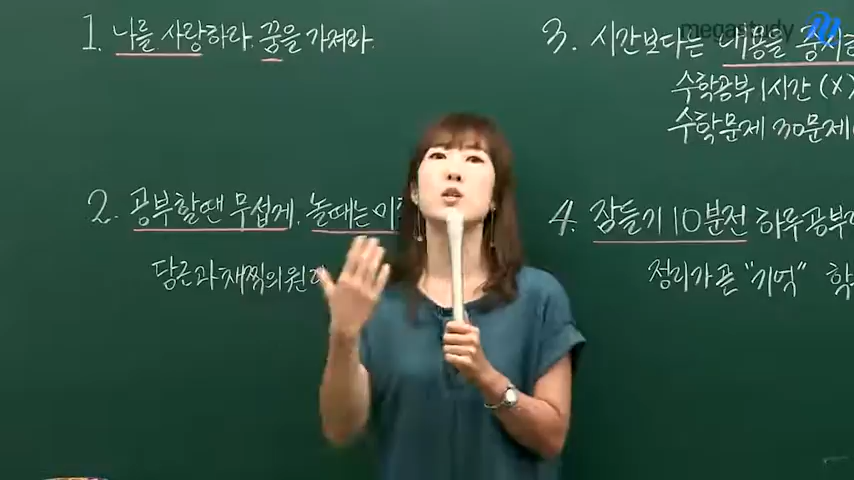 1. 나를 사랑하라. 꿈을 가져라.
2. 공부할땐 무섭게, 놀때는
당근과 채찍의
3. 시간보다는 내용을
수학공부 1시간 (X)
수학문제 30문제
4. 잠들기 10분전 하루공부
정리가 곧 "기억"
megastudy